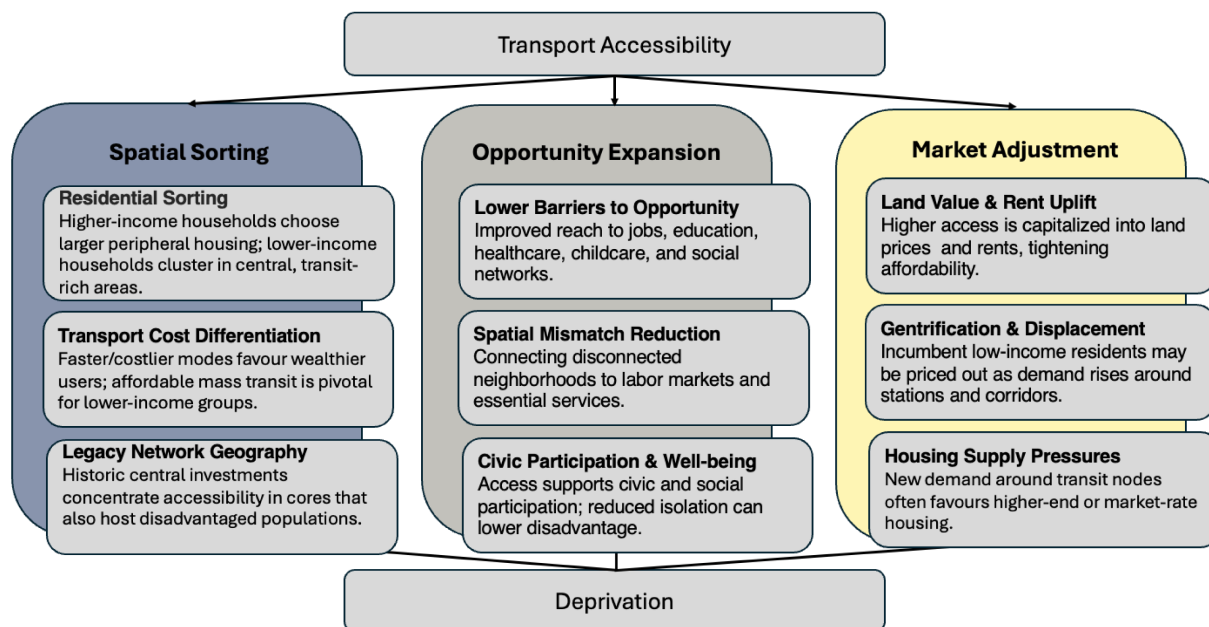 Transport Accessibility
Spatial Sorting
Residential Sorting
Higher-income households choose
larger peripheral housing; lower-income
households cluster in central, transit-
rich areas.
Transport Cost Differentiation
Faster/costlier modes favour wealthier
users; affordable mass transit is pivotal
for lower-income groups.
Legacy Network Geography
Historic central investments
concentrate accessibility in cores that
also host disadvantaged populations.
Opportunity Expansion
Lower Barriers to Opportunity
Improved reach to jobs, education,
healthcare, childcare, and social
networks.
Spatial Mismatch Reduction
Connecting disconnected
neighborhoods to labor markets and
essential services.
Civic Participation & Well-being
Access supports civic and social
participation; reduced isolation can
lower disadvantage.
Market Adjustment
Land Value & Rent Uplift
Higher access is capitalized into land
prices and rents, tightening
affordability.
Gentrification & Displacement
Incumbent low-income residents may
be priced out as demand rises around
stations and corridors.
Housing Supply Pressures
New demand around transit nodes
often favours higher-end or market-rate
housing.
Deprivation